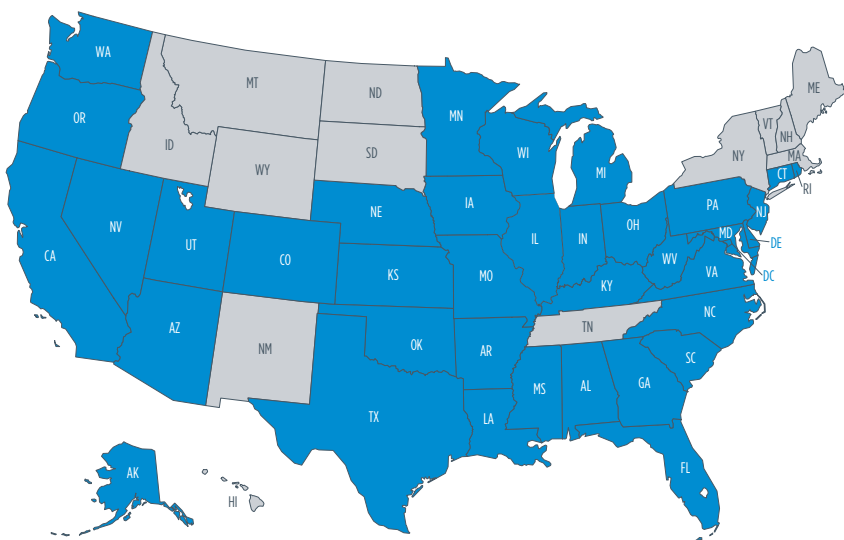 WA
MT
ND
MN
ME
VT
NH
OR
ID
SD
WI
NY
MA
WY
MI
CT
RI
NE
IA
PA
NJ
NV
UT
CO
IL
IN
OH
MD
DE
CA
KS
MO
WV
VA
DC
KY
AZ
NM
OK
AR
TN
NC
SC
TX
LA
MS
AL
GA
AK
HI
FL